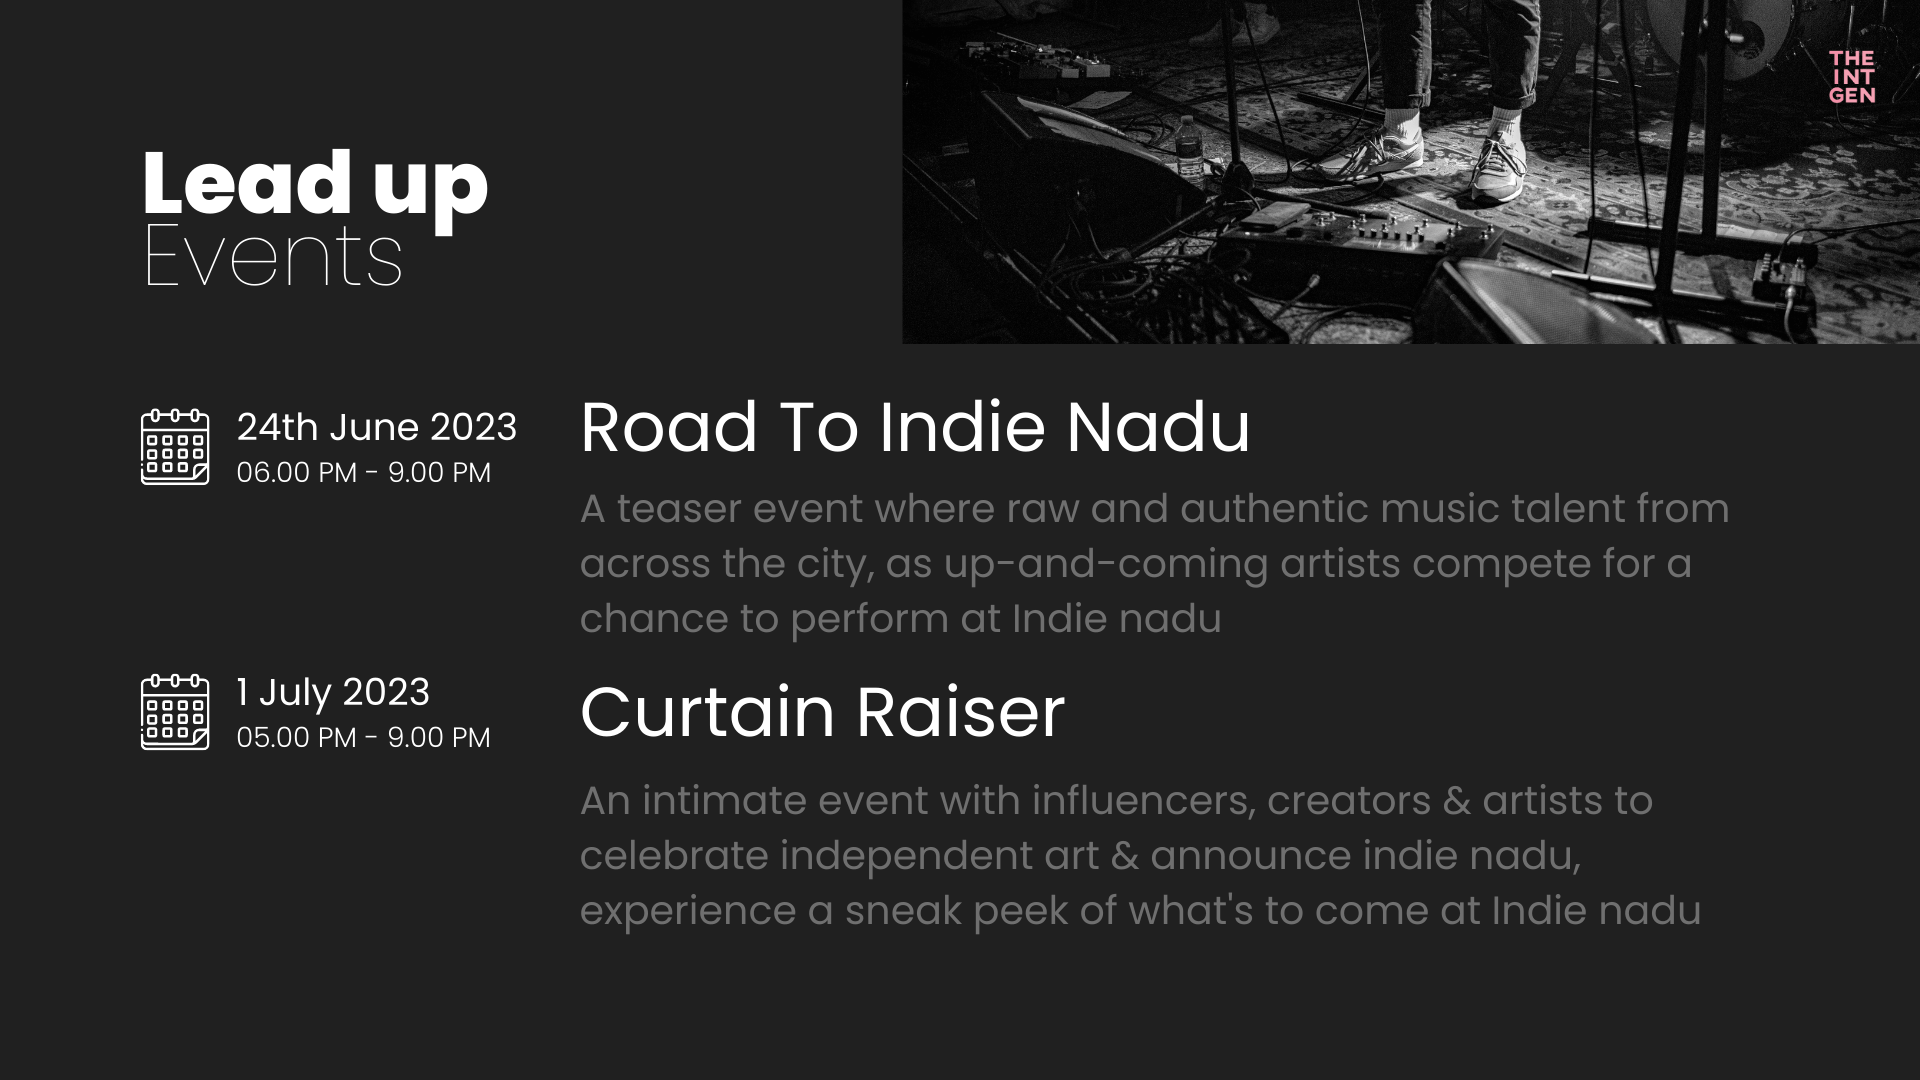 THE
INT
GEN
Lead up
Events
24th June 2023
06.00 PM - 9.00 PM
Road To Indie Nadu
A teaser event where raw and authentic music talent from
across the city, as up-and-coming artists compete for a
chance to perform at Indie nadu
1 July 2023
05.00 PM - 9.00 PM
Curtain Raiser
An intimate event with influencers, creators & artists to
celebrate independent art & announce indie nadu,
experience a sneak peek of what's to come at Indie nadu